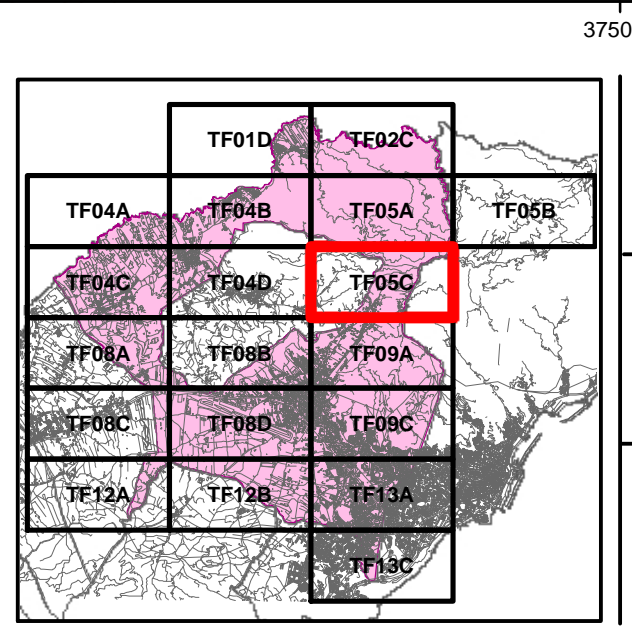 3750
TF01D TF02C
TF04A TF04B TF05A TF05B
TF04C TF04D TF05C
TF08A TF08B TF09A
TF08C TF08D TF09C
TF12A TF12B TF13A
TF13C